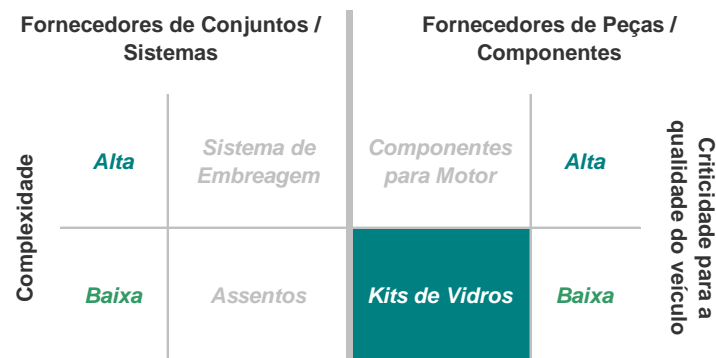 Fornecedores de Conjuntos /
Sistemas
Fornecedores de Peças /
Componentes
Complexidade
Alta
Sistema de
Embreagem
Componentes
para Motor
Alta
Baixa
Assentos
Kits de Vidros
Baixa
Criticidade para a
qualidade do veículo